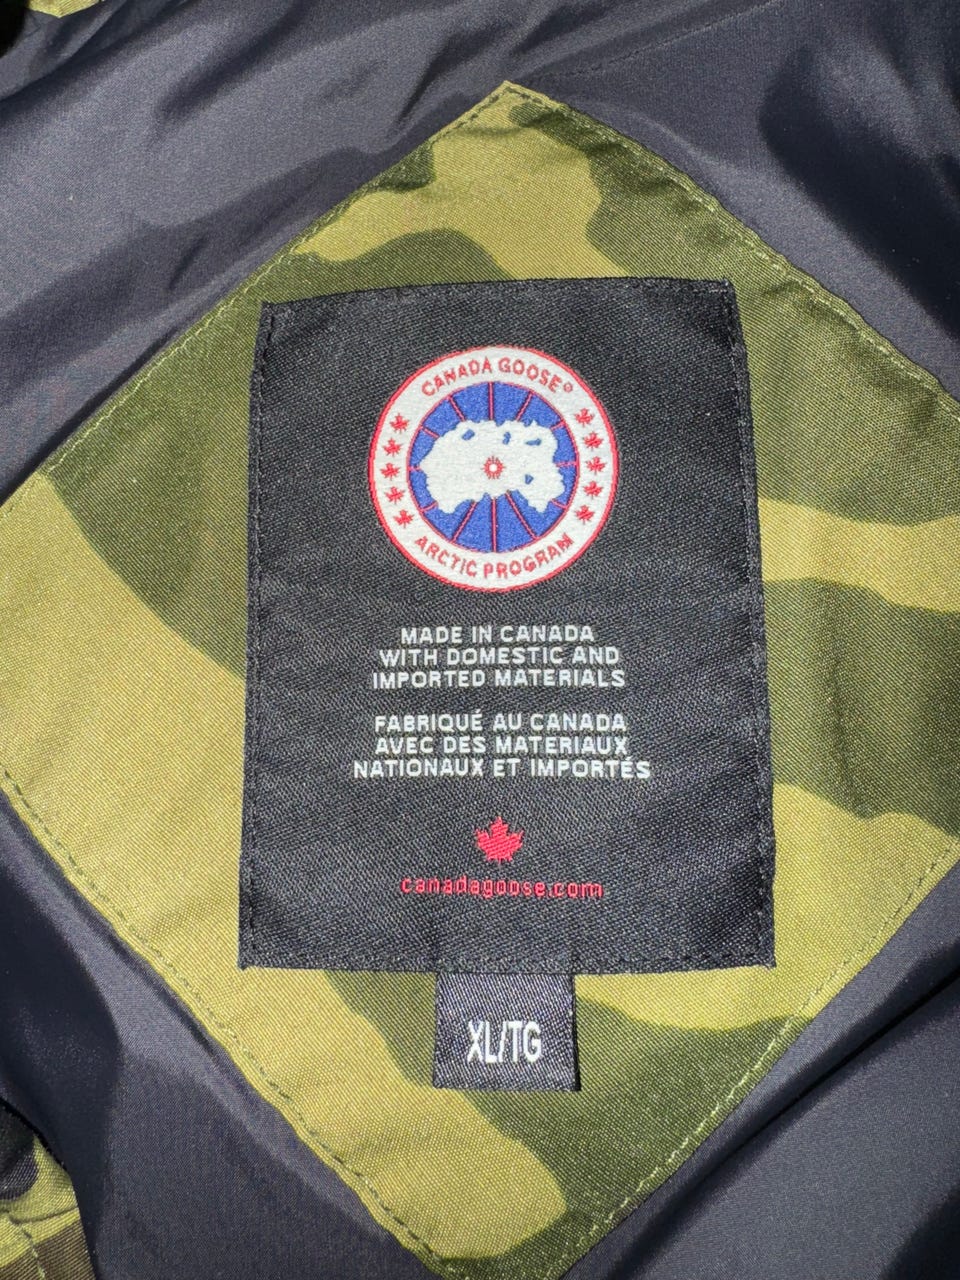 CANADA GOOSE®
ARCTIC PROGRAM
MADE IN CANADA
WITH DOMESTIC AND
IMPORTED MATERIALS
FABRIQUÉ AU CANADA
AVEC DES MATERIAUX
NATIONAUX ET IMPORTÉS
canadagoose.com
XL/TG